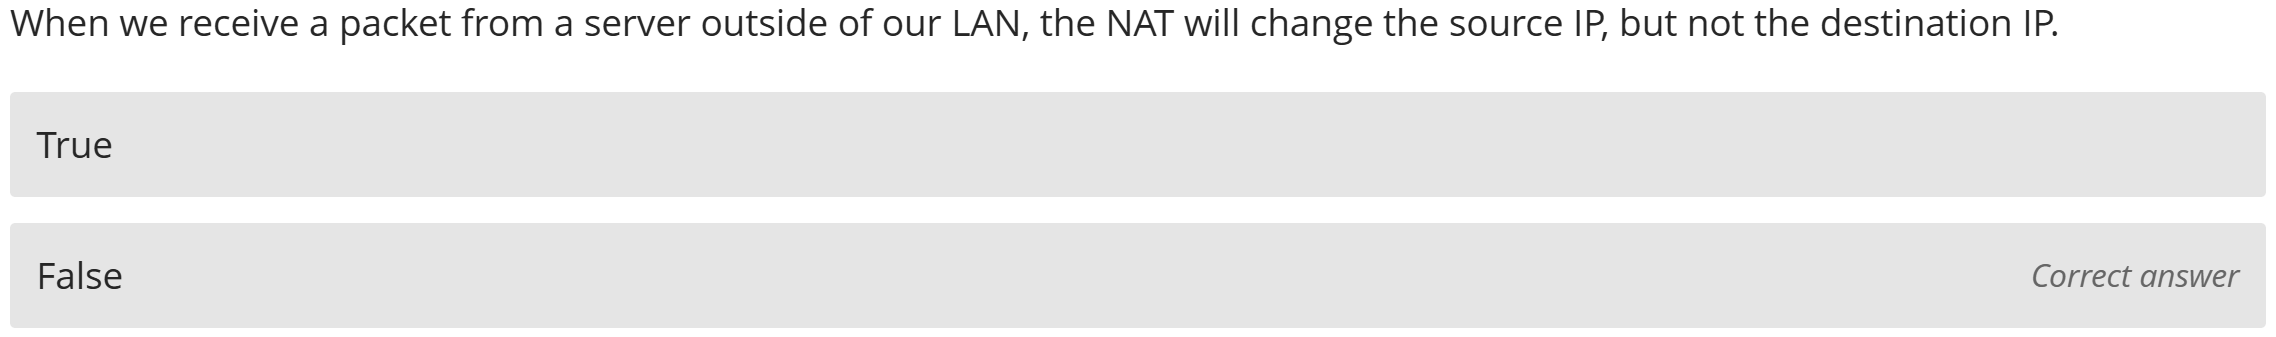 When we receive a packet from a server outside of our LAN, the NAT will change the source IP, but not the destination IP.
True
False
Correct answer